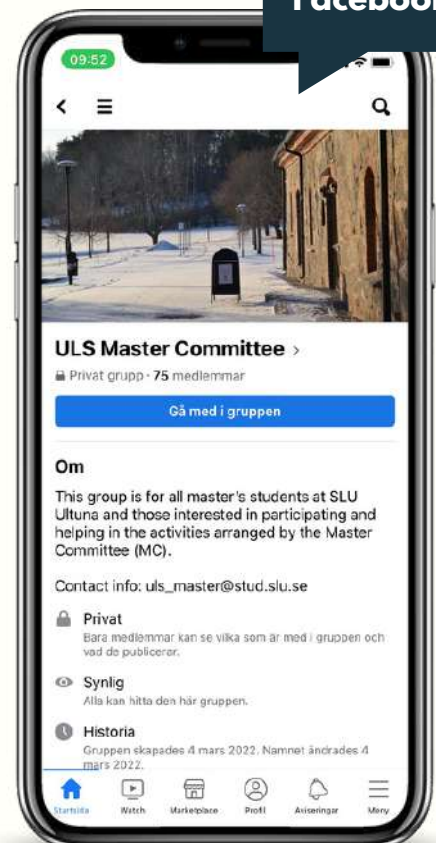 Facebook
09:52
ULS Master Committee >
Privat grupp · 75 medlemmar
Gå med i gruppen
Om
This group is for all master's students at SLU
Ultuna and those interested in participating and
helping in the activities arranged by the Master
Committee (MC).
Contact info: uls_master@stud.slu.se
Privat
Bara medlemmar kan se vilka som är med i gruppen och
vad de publicerar.
Synlig
Alla kan hitta den här gruppen.
Historia
Gruppen skapades 4 mars 2022. Namnet ändrades 4
mars 2022.
Startsida Watch Marketplace Profil Aviseringar Meny